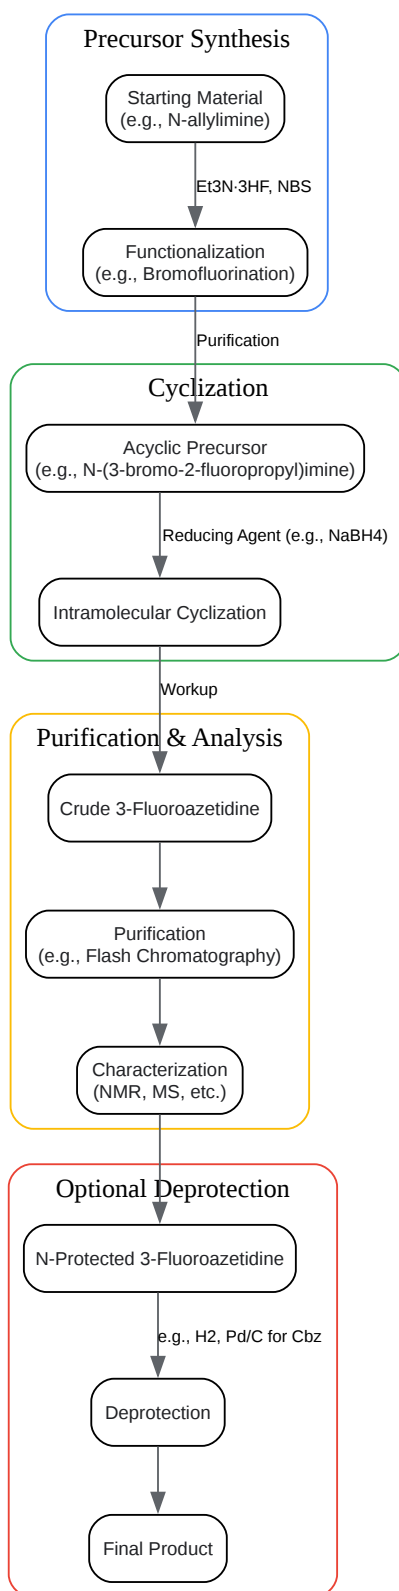 Precursor Synthesis
Starting Material
(e.g., N-allylimine)
Et3N·3HF, NBS
Functionalization
(e.g., Bromofluorination)
Purification
Cyclization
Acyclic Precursor
(e.g., N-(3-bromo-2-fluoropropyl)imine)
Reducing Agent (e.g., NaBH4)
Intramolecular Cyclization
Workup
Purification & Analysis
Crude 3-Fluoroazetidine
Purification
(e.g., Flash Chromatography)
Characterization
(NMR, MS, etc.)
Optional Deprotection
N-Protected 3-Fluoroazetidine
e.g., H2, Pd/C for Cbz
Deprotection
Final Product